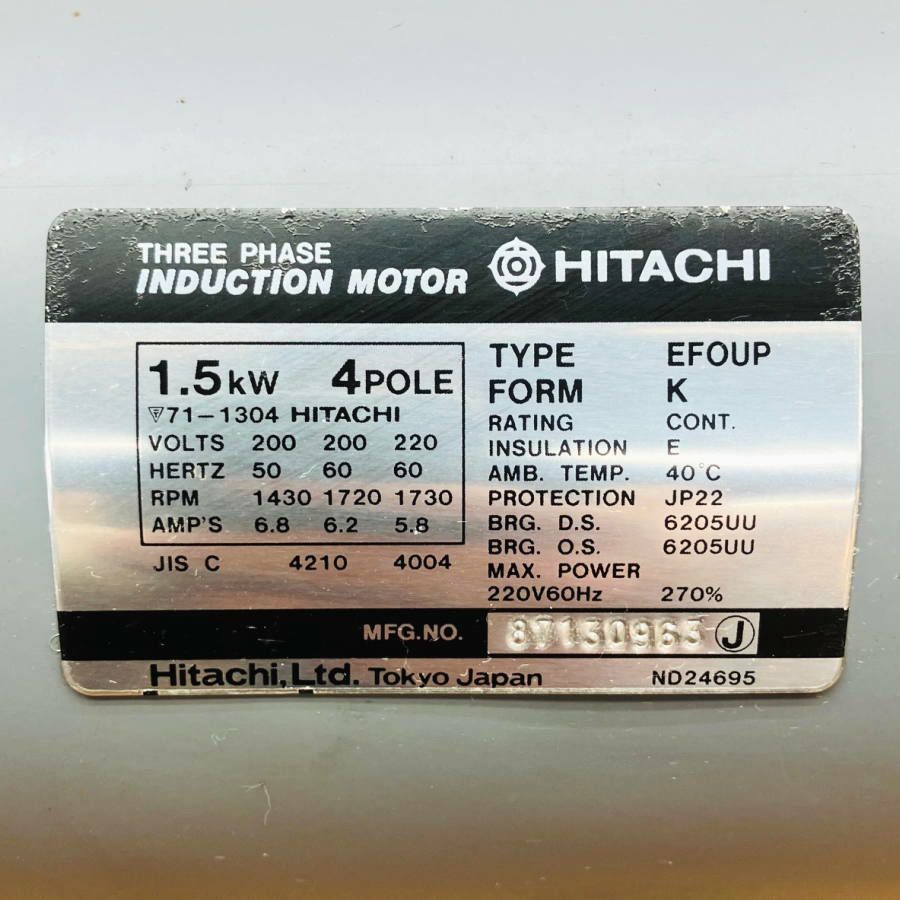 THREE PHASE
INDUCTION MOTOR HITACHI
1.5kW 4POLE
71-1304 HITACHI
VOLTS 200 200 220
HERTZ 50 60 60
RPM 1430 1720 1730
AMP'S 6.8 6.2 5.8
JIS C 4210 4004
TYPE EFOUP
FORM K
RATING CONT.
INSULATION E
AMB. TEMP. 40°C
PROTECTION JP22
BRG. D.S. 6205UU
BRG. O.S. 6205UU
MAX. POWER
220V60Hz 270%
MFG.NO. 87130963 J
Hitachi,Ltd. Tokyo Japan ND24695